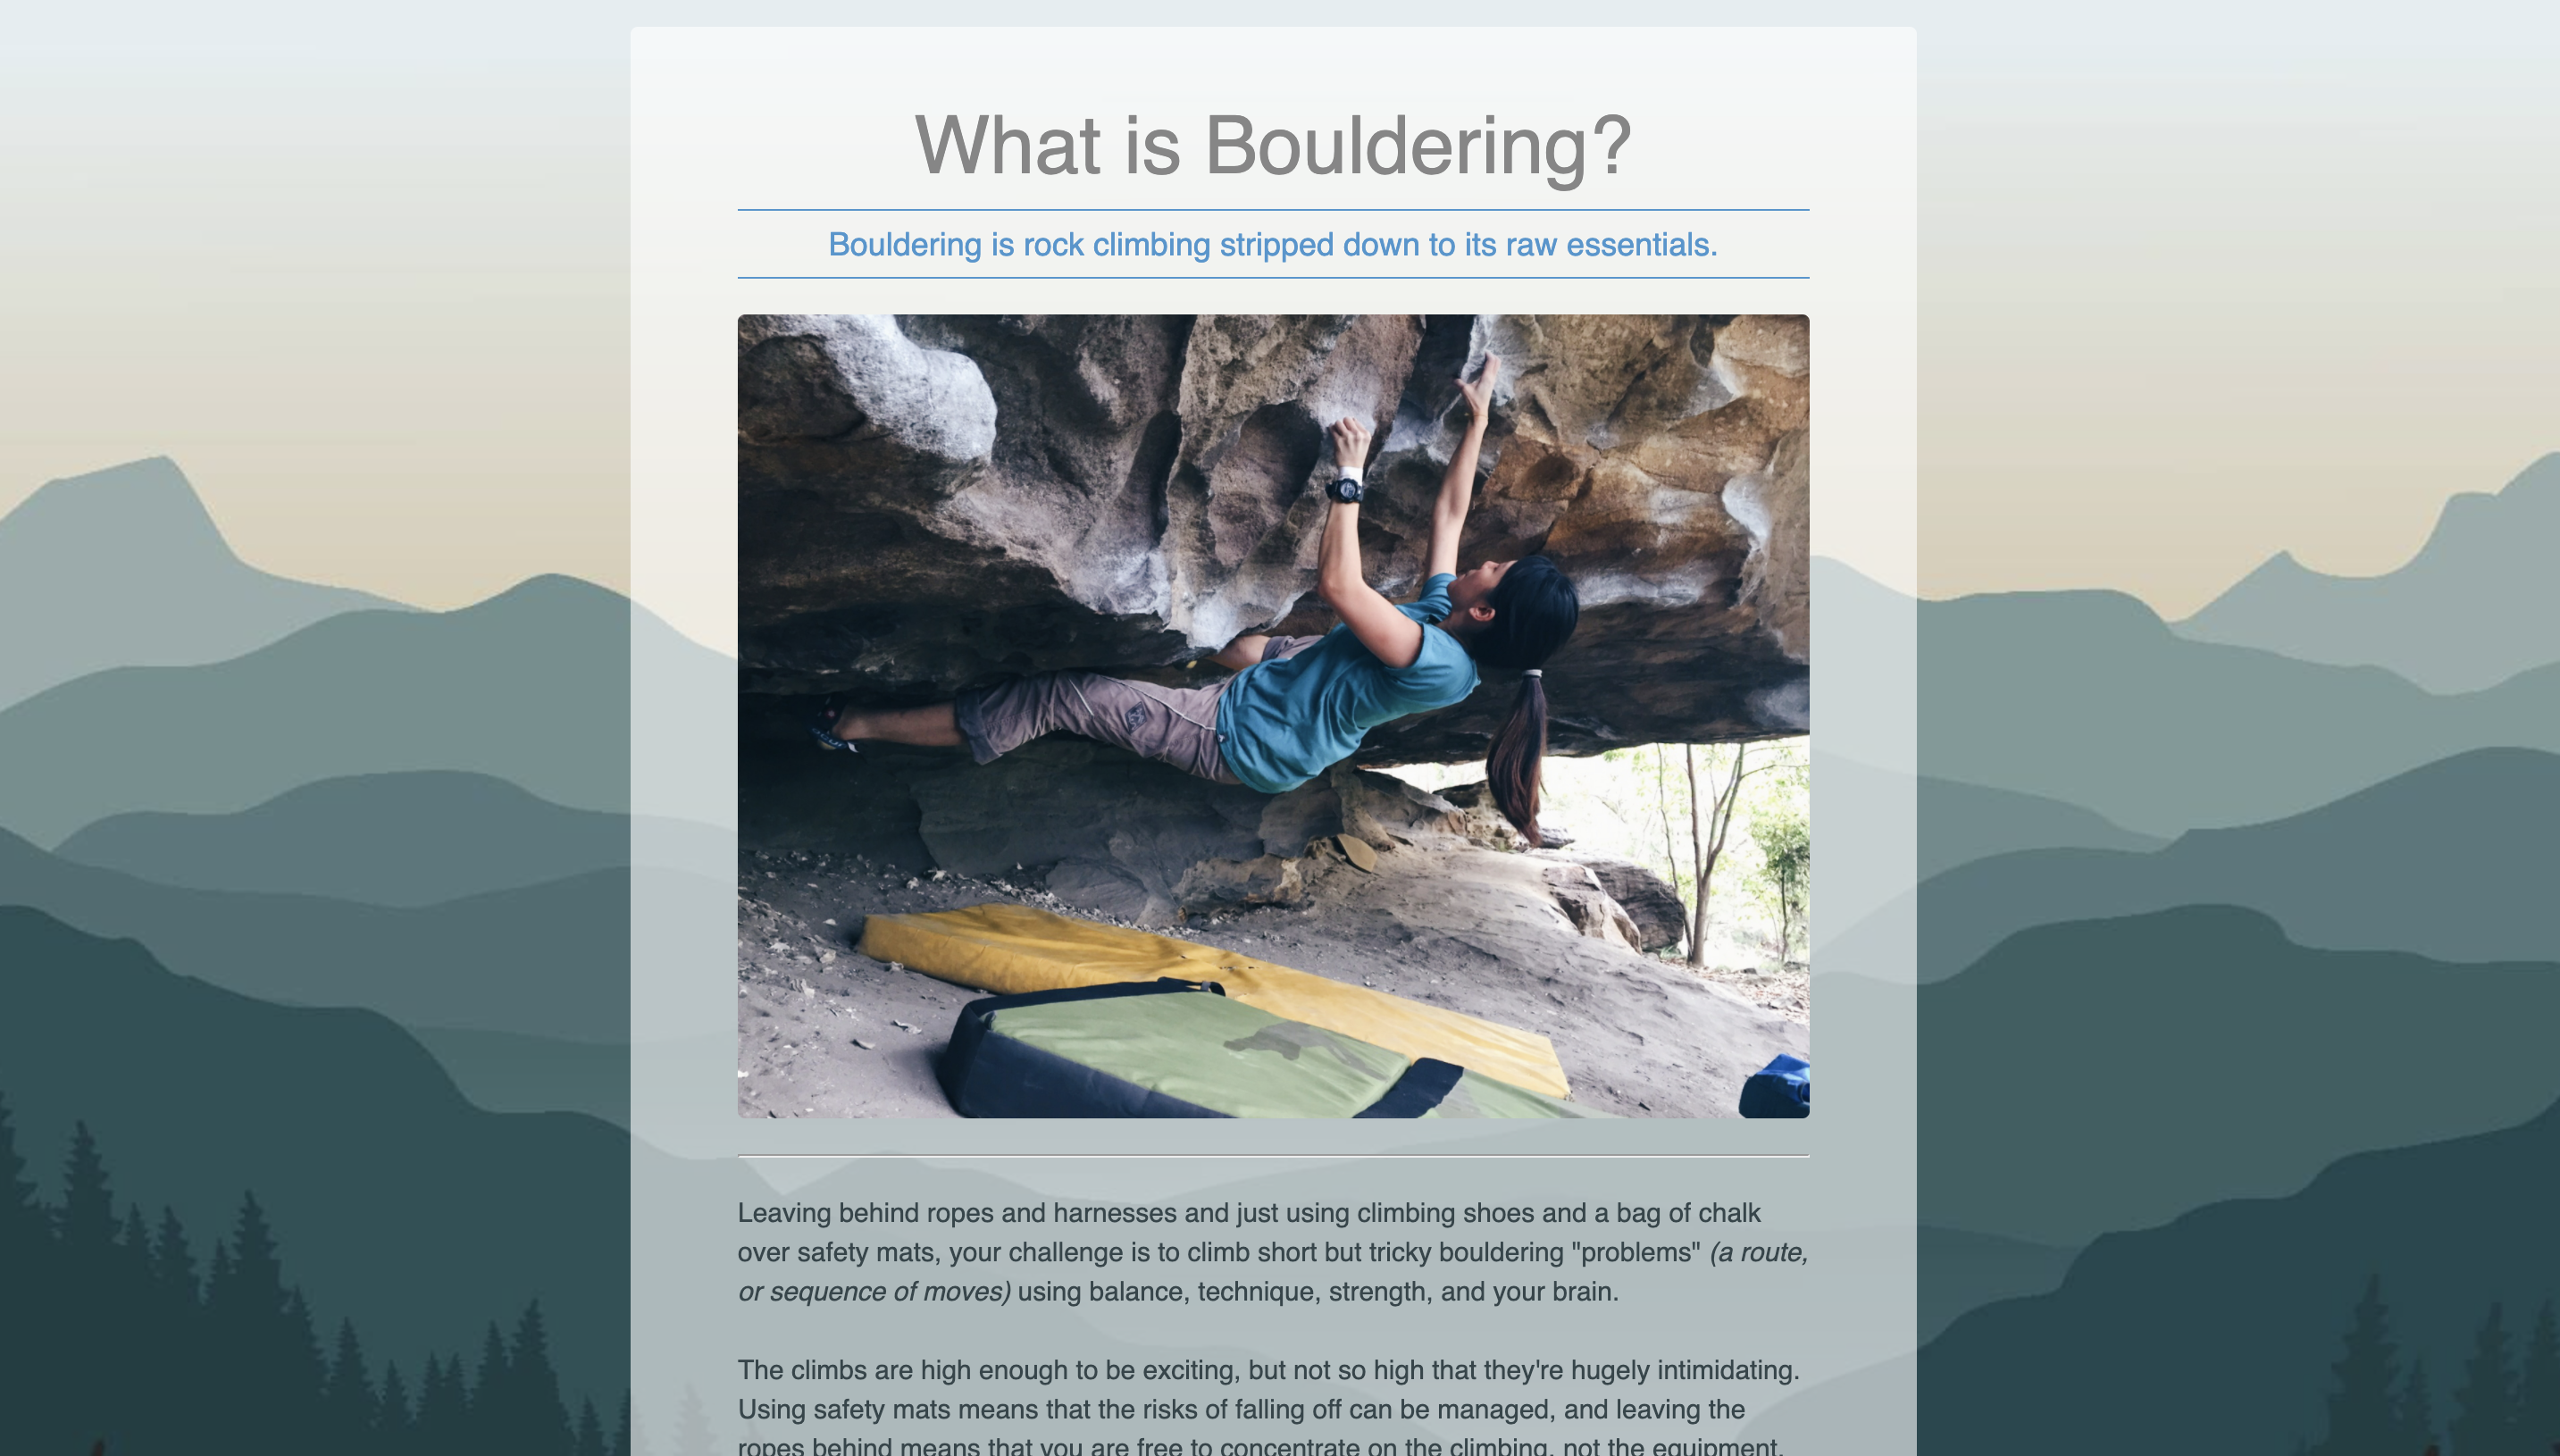 What is Bouldering?
Bouldering is rock climbing stripped down to its raw essentials.
Leaving behind ropes and harnesses and just using climbing shoes and a bag of chalk
over safety mats, your challenge is to climb short but tricky bouldering "problems" (a route,
or sequence of moves) using balance, technique, strength, and your brain.
The climbs are high enough to be exciting, but not so high that they're hugely intimidating.
Using safety mats means that the risks of falling off can be managed, and leaving the
ropes behind means that you are free to concentrate on the climbing, not the equipment.